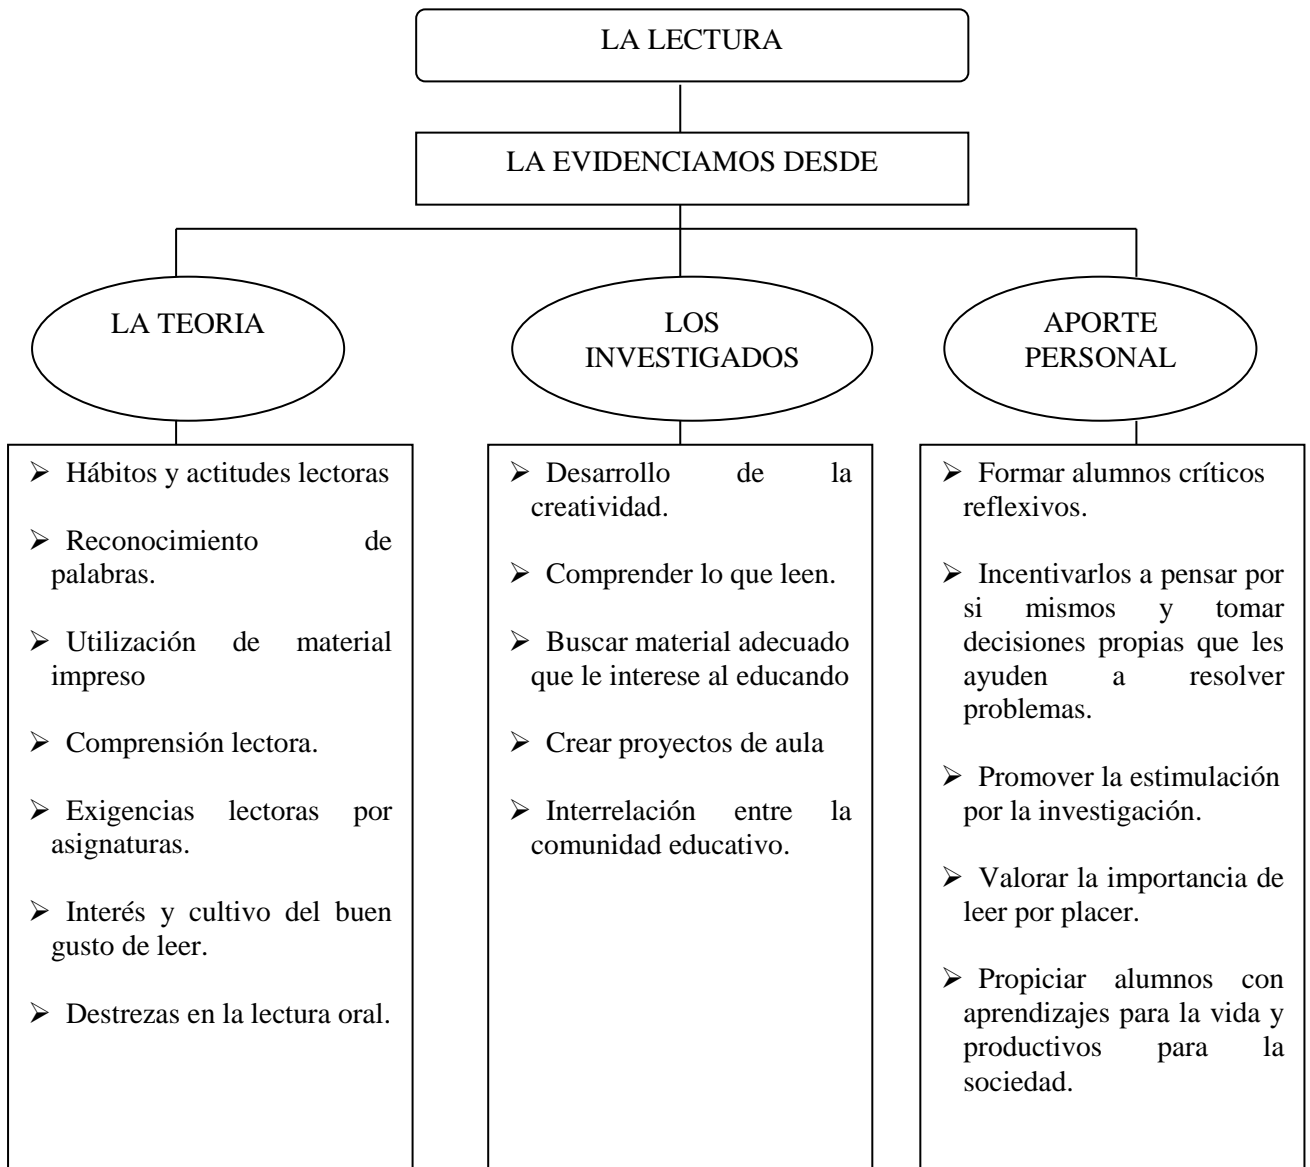 LA LECTURA
LA EVIDENCIAMOS DESDE
LA TEORIA
LOS
INVESTIGADOS
APORTE
PERSONAL
➢ Hábitos y actitudes lectoras
➢ Reconocimiento de
palabras.
➢ Utilización de material
impreso
➢ Comprensión lectora.
➢ Exigencias lectoras por
asignaturas.
➢ Interés y cultivo del buen
gusto de leer.
➢ Destrezas en la lectura oral.
➢ Desarrollo de la
creatividad.
➢ Comprender lo que leen.
➢ Buscar material adecuado
que le interese al educando
➢ Crear proyectos de aula
➢ Interrelación entre la
comunidad educativo.
➢ Formar alumnos críticos
reflexivos.
➢ Incentivarlos a pensar por
si mismos y tomar
decisiones propias que les
ayuden a resolver
problemas.
➢ Promover la estimulación
por la investigación.
➢ Valorar la importancia de
leer por placer.
➢ Propiciar alumnos con
aprendizajes para la vida y
productivos para la
sociedad.